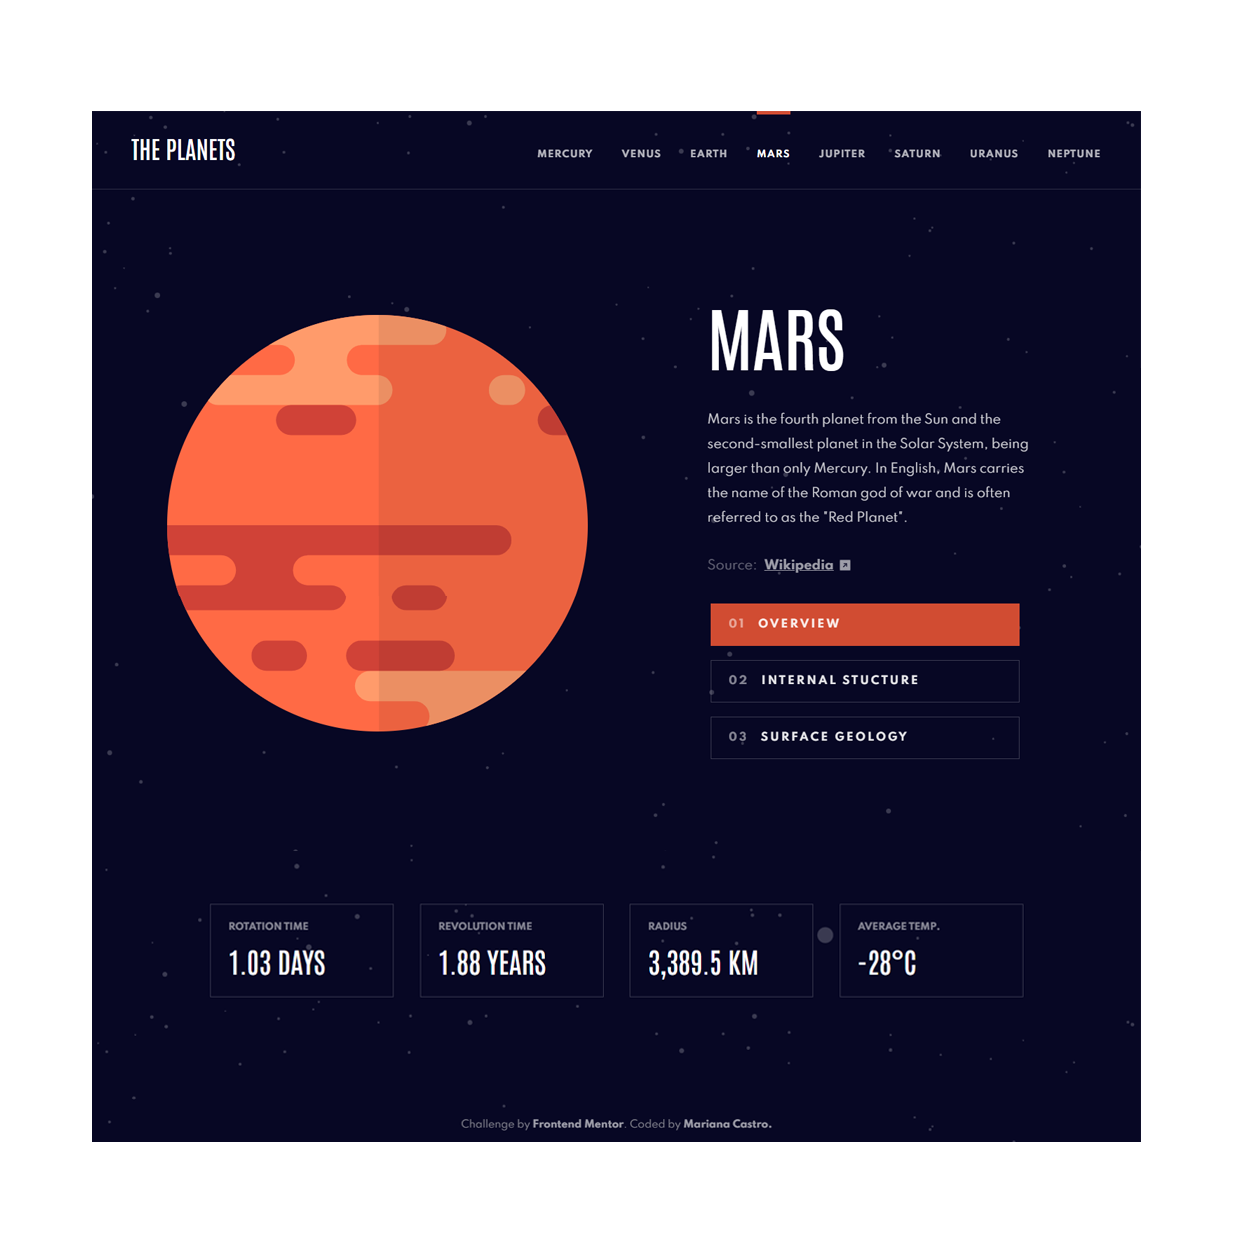 THE PLANETS
MERCURY VENUS EARTH MARS JUPITER SATURN URANUS NEPTUNE
MARS
Mars is the fourth planet from the Sun and the
second-smallest planet in the Solar System, being
larger than only Mercury. In English, Mars carries
the name of the Roman god of war and is often
referred to as the "Red Planet".
Source: Wikipedia
01 OVERVIEW
02 INTERNAL STUCTURE
03 SURFACE GEOLOGY
ROTATION TIME
1.03 DAYS
REVOLUTION TIME
1.88 YEARS
RADIUS
3,389.5 KM
AVERAGE TEMP.
-28°C
Challenge by Frontend Mentor. Coded by Mariana Castro.